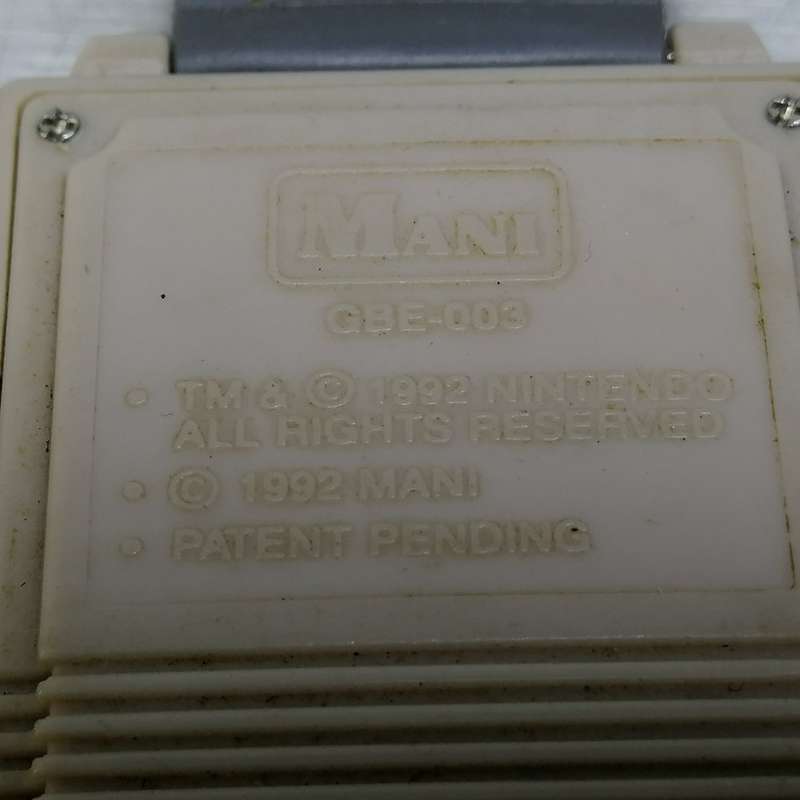 MANI
GBE-003
• TM & © 1992 NINTENDO
ALL RIGHTS RESERVED
• © 1992 MANI
• PATENT PENDING